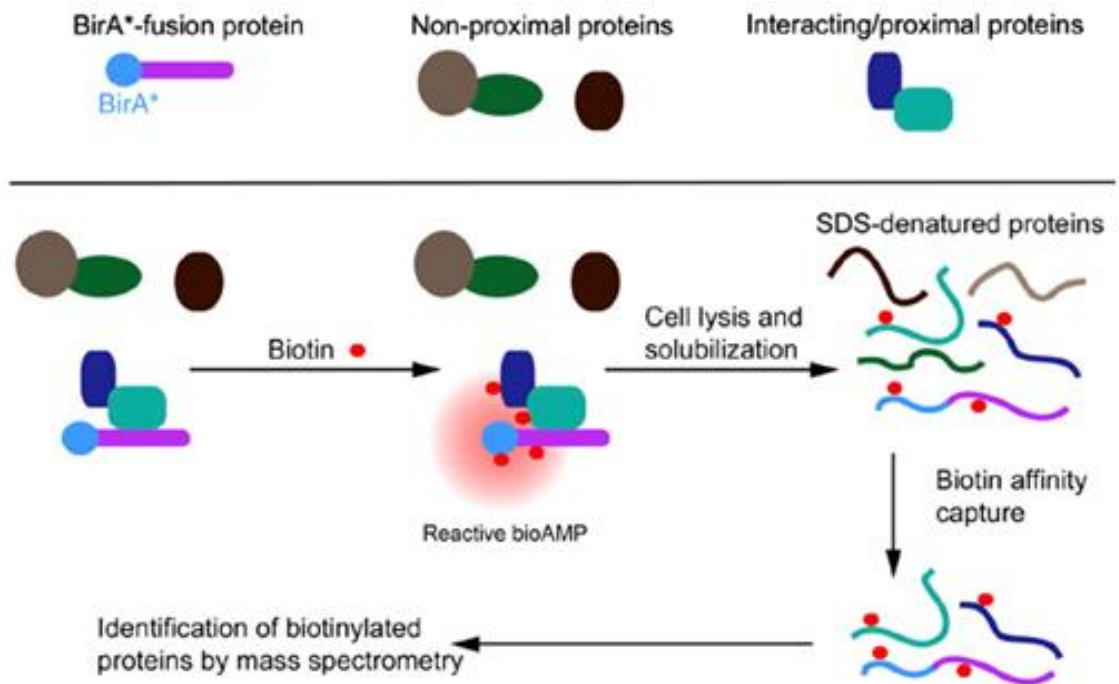 BirA*-fusion protein
Non-proximal proteins
Interacting/proximal proteins
BirA*
SDS-denatured proteins
Biotin
Cell lysis and
solubilization
Reactive bioAMP
Biotin affinity
capture
Identification of biotinylated
proteins by mass spectrometry